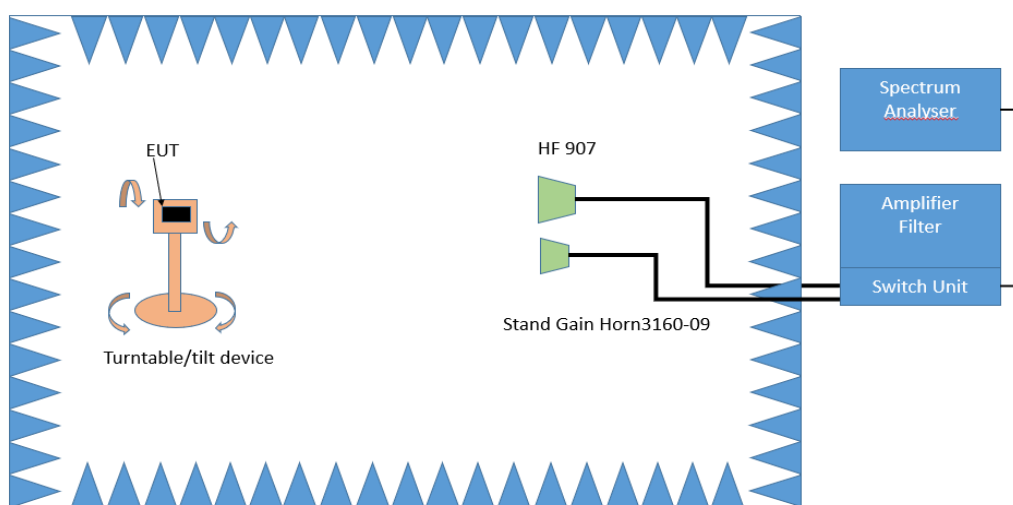 EUT
Turntable/tilt device
HF 907
Stand Gain Horn3160-09
Spectrum
Analyser
Amplifier
Filter
Switch Unit